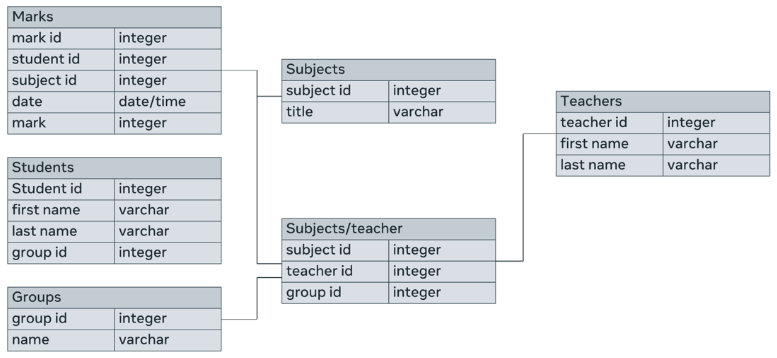 Marks
mark id integer
student id integer
subject id integer
date date/time
mark integer
Students
Student id integer
first name varchar
last name varchar
group id integer
Groups
group id integer
name varchar
Subjects
subject id integer
title varchar
Subjects/teacher
subject id integer
teacher id integer
group id integer
Teachers
teacher id integer
first name varchar
last name varchar